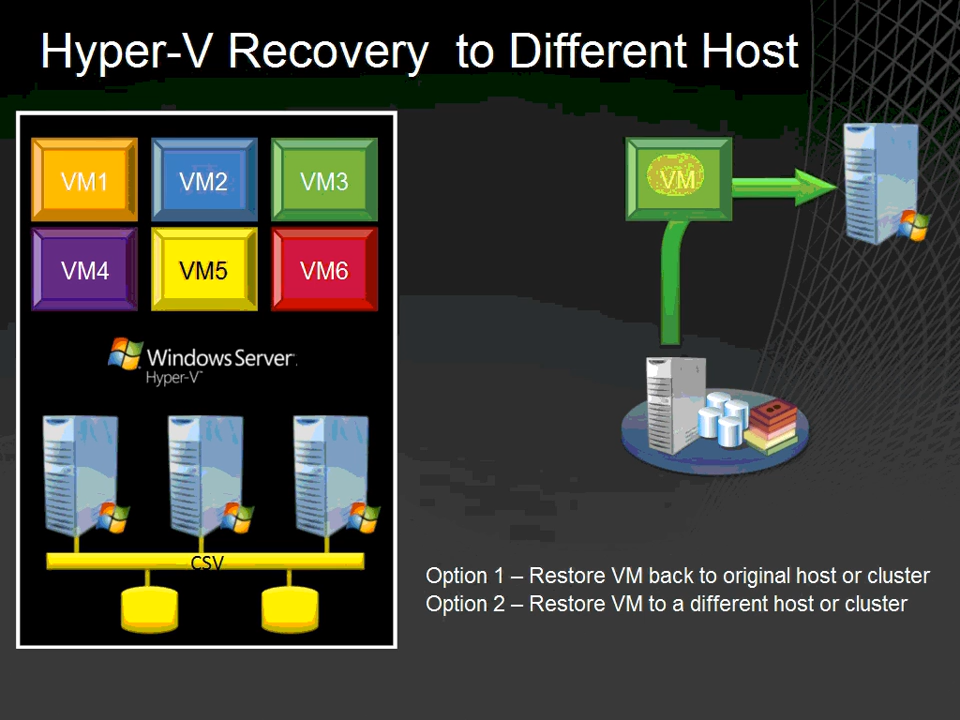 Hyper-V Recovery  to Different Host
VM1
VM2
VM3
VM
VM4
VM5
VM6
Windows Server
Hyper-V™
CSV
Option 1 – Restore VM back to original host or cluster
Option 2 – Restore VM to a different host or cluster